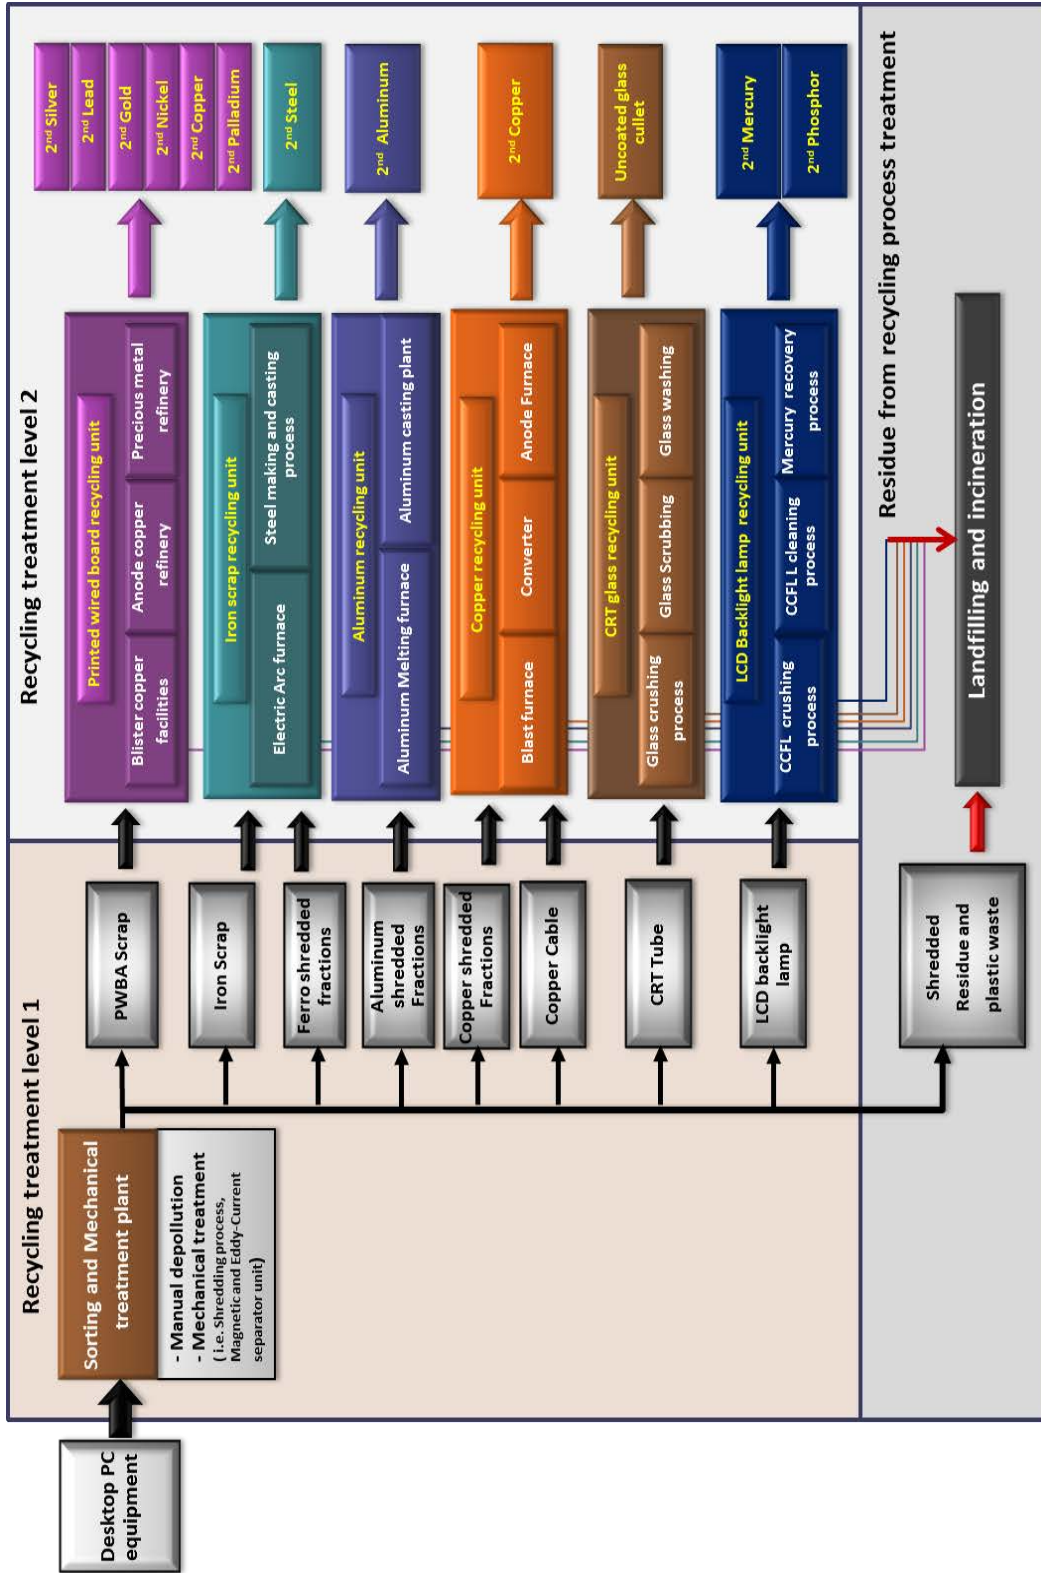 Desktop PC
equipment
Recycling treatment level 1
Sorting and Mechanical
treatment plant
- Manual depollution
- Mechanical treatment
( i.e. Shredding process,
Magnetic and Eddy-Current
separator unit)
PWBA Scrap
Iron Scrap
Ferro shredded
fractions
Aluminum
shredded
Fractions
Copper shredded
Fractions
Copper Cable
CRT Tube
LCD backlight
lamp
Shredded
Residue and
plastic waste
Recycling treatment level 2
Printed wired board recycling unit
Blister copper
facilities
Anode copper
refinery
Precious metal
refinery
2nd Silver
2nd Lead
2nd Gold
2nd Nickel
2nd Copper
2nd Palladium
Iron scrap recycling unit
Electric Arc furnace
Steel making and casting
process
2nd Steel
Aluminum recycling unit
Aluminum Melting furnace
Aluminum casting plant
2nd Aluminum
Copper recycling unit
Blast furnace
Converter
Anode Furnace
2nd Copper
CRT glass recycling unit
Glass crushing
process
Glass Scrubbing
Glass washing
Uncoated glass
cullet
LCD Backlight lamp recycling unit
CCFL crushing
process
CCFL L cleaning
process
Mercury recovery
process
2nd Mercury
2nd Phosphor
Residue from recycling process treatment
Landfilling and incineration